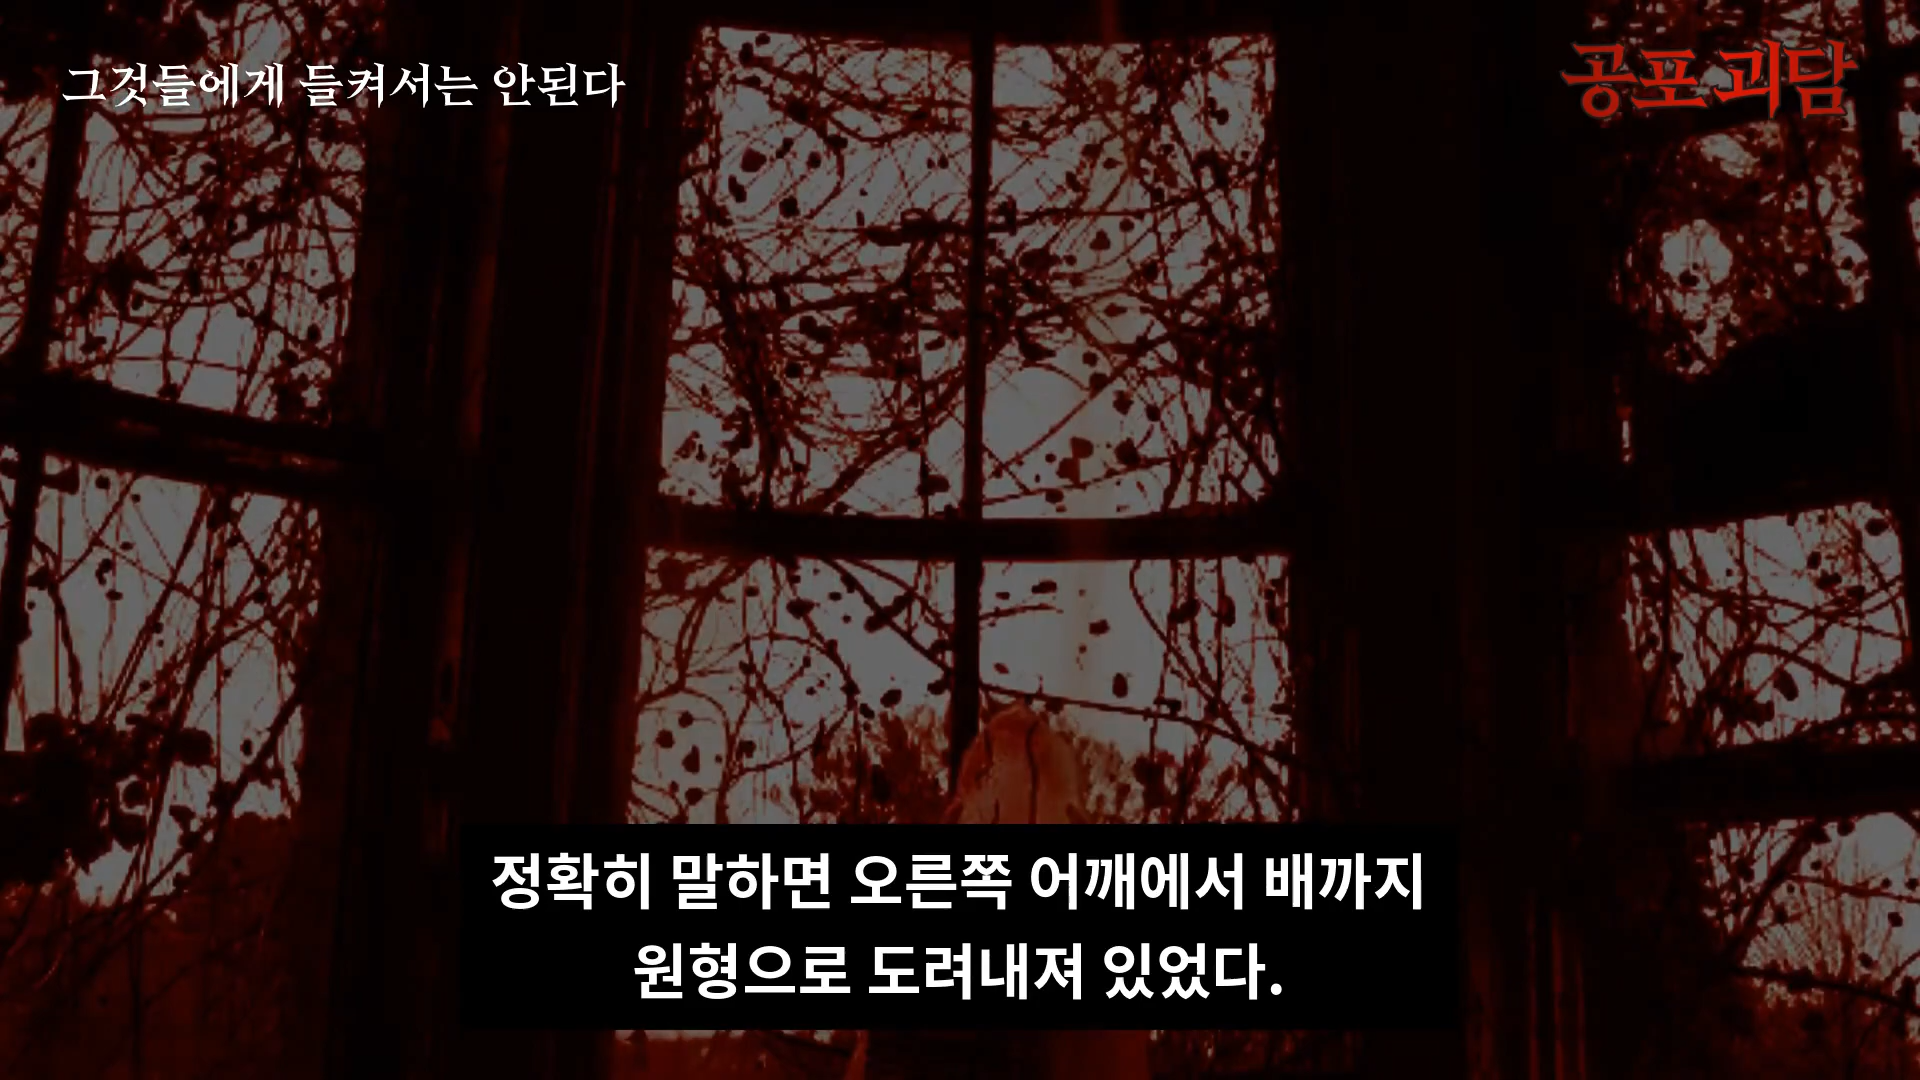 그것들에게 들켜서는 안된다
공포 괴담
정확히 말하면 오른쪽 어깨에서 배까지
원형으로 도려내져 있었다.